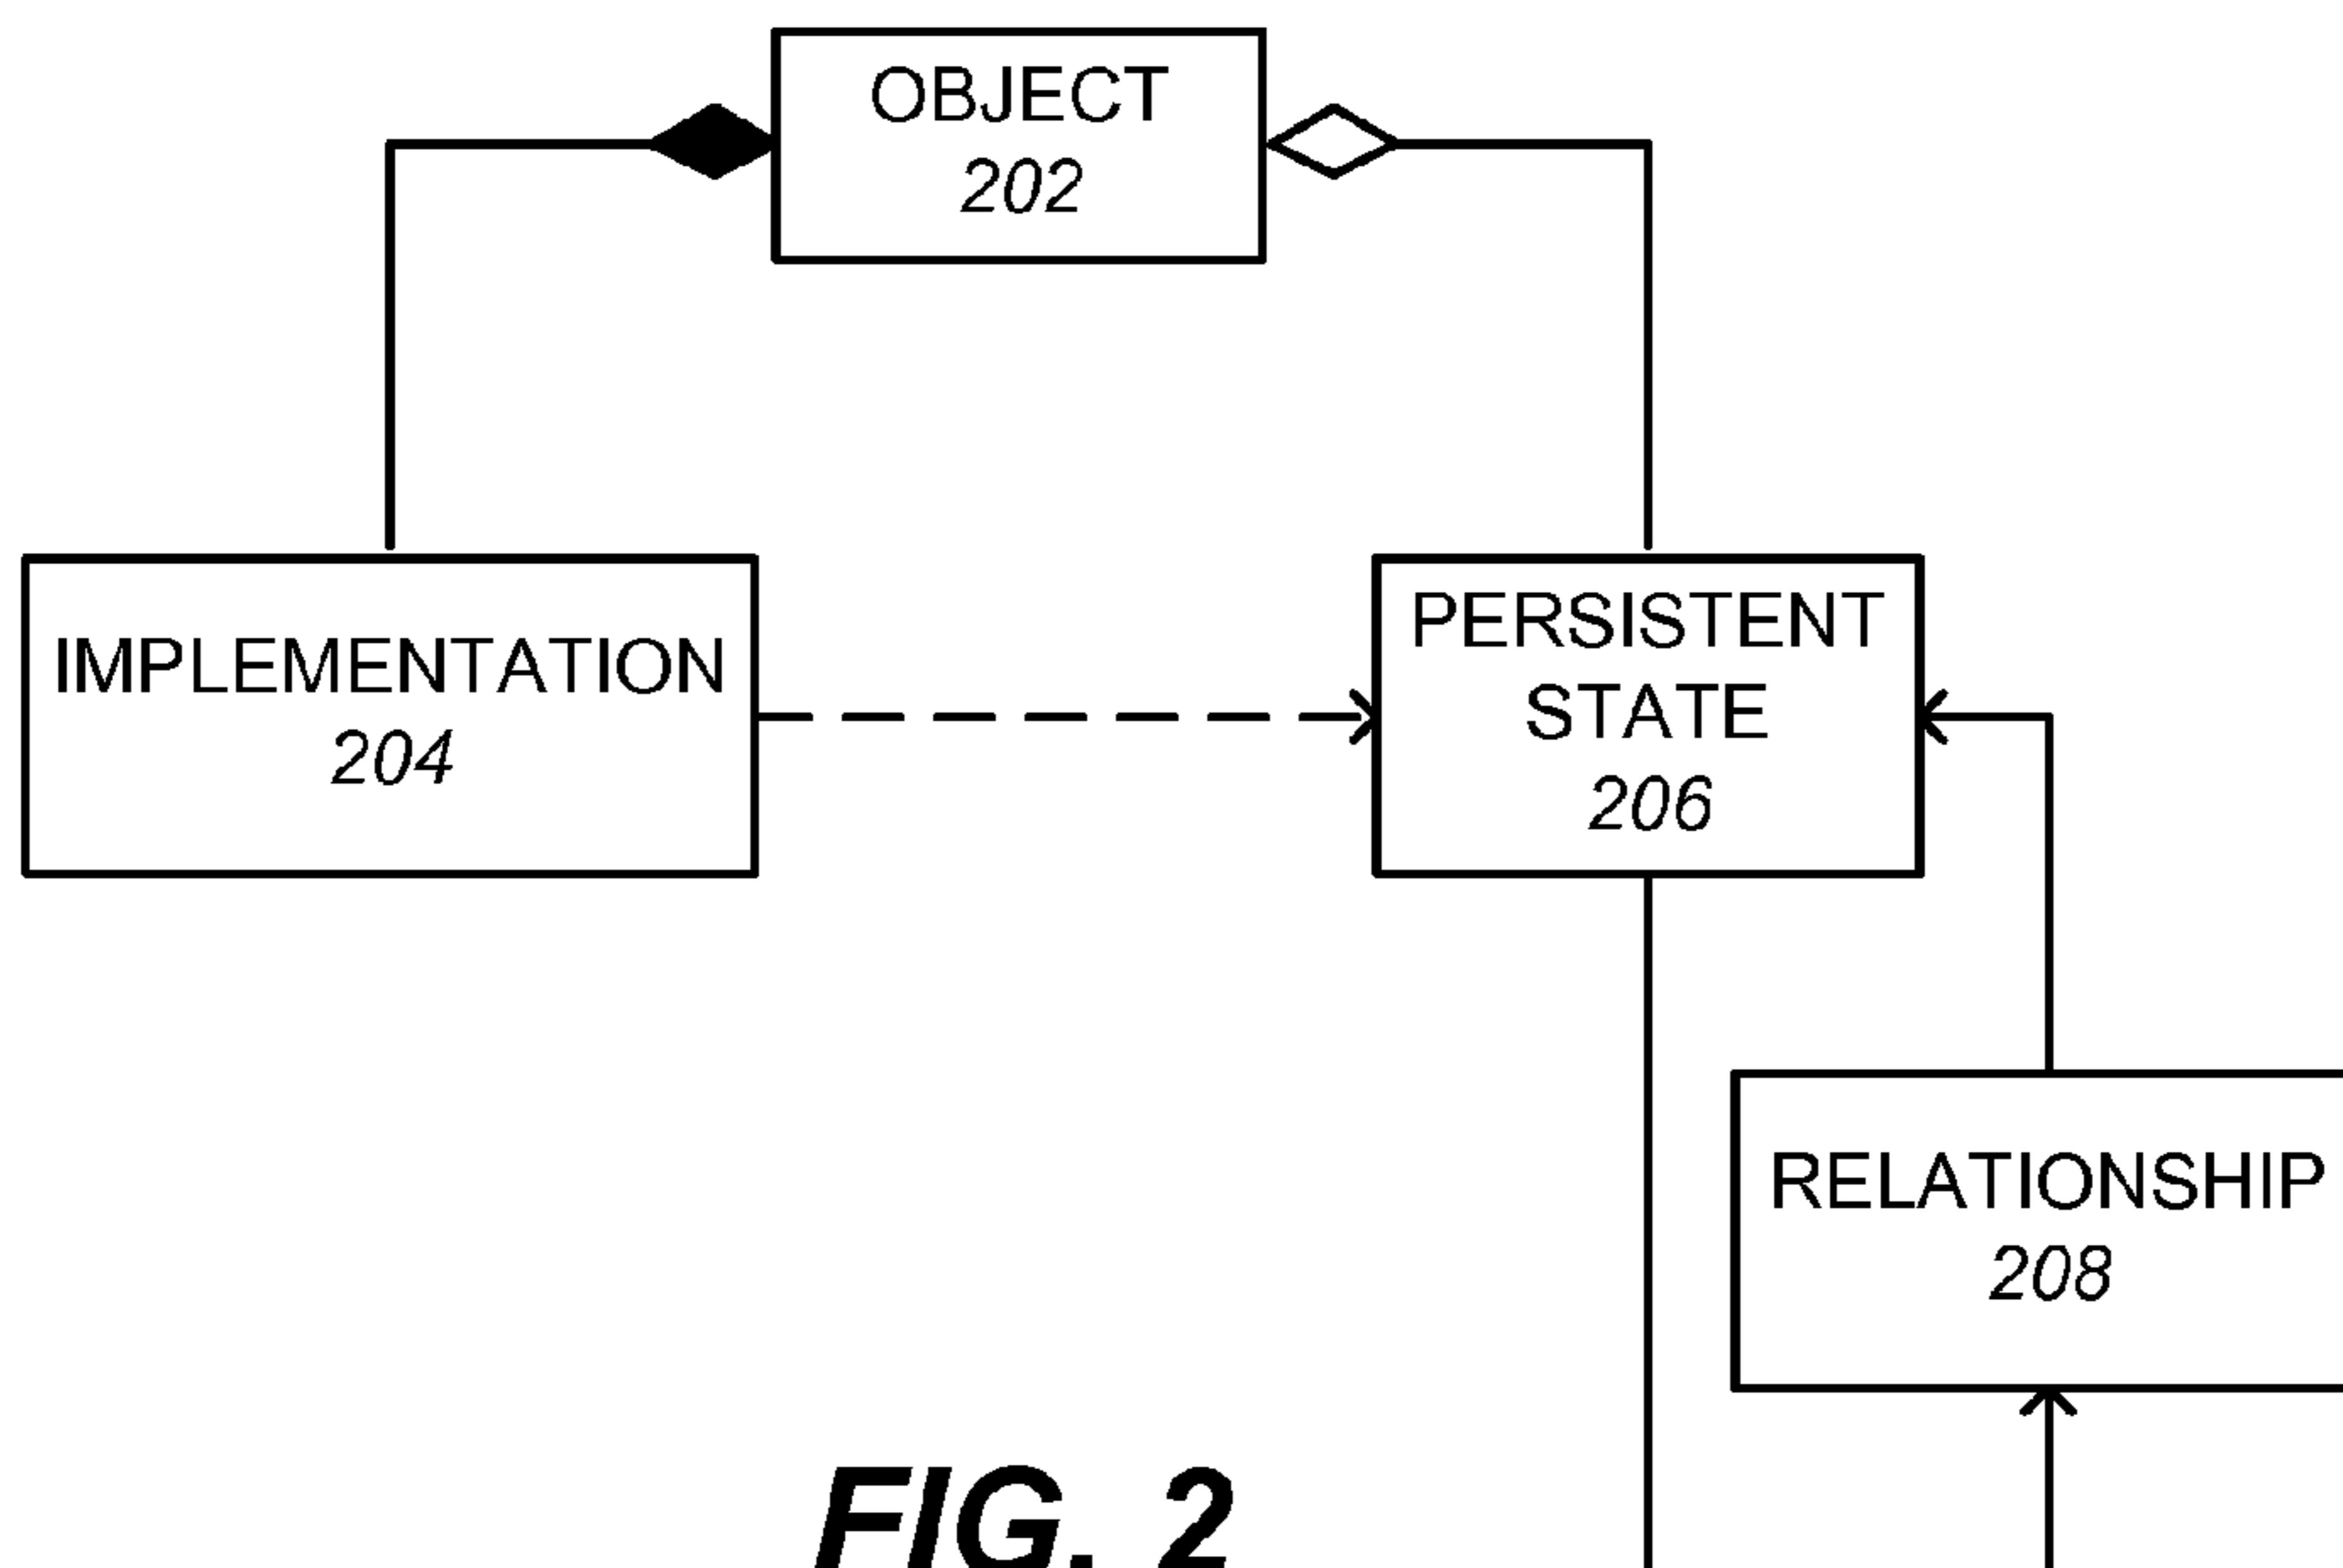 OBJECT
202
IMPLEMENTATION
204
PERSISTENT
STATE
206
RELATIONSHIP
208
FIG. 2